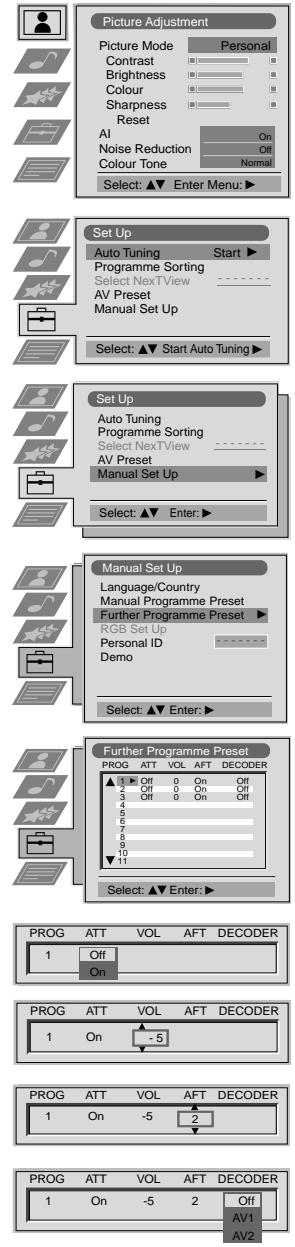 Picture Adjustment
Picture Mode Personal
Contrast
Brightness
Colour
Sharpness
Reset
AI On
Noise Reduction Off
Colour Tone Normal
Select: ▲▼ Enter Menu: ►
Set Up
Auto Tuning Start ►
Programme Sorting
Select NexTView - - - - - - -
AV Preset
Manual Set Up
Select: ▲▼ Start Auto Tuning ►
Set Up
Auto Tuning
Programme Sorting
Select NexTView - - - - - - -
AV Preset
Manual Set Up ►
Select: ▲▼ Enter: ►
Manual Set Up
Language/Country
Manual Programme Preset
Further Programme Preset ►
RGB Set Up
Personal ID - - - - - - -
Demo
Select: ▲▼ Enter: ►
Further Programme Preset
PROG ATT VOL AFT DECODER
1 ► Off 0 On Off
2 Off 0 On Off
3 Off 0 On Off
4
5
6
7
8
9
10
11
Select: ▲▼ Enter: ►
PROG ATT VOL AFT DECODER
1 Off
On
PROG ATT VOL AFT DECODER
1 On - 5
PROG ATT VOL AFT DECODER
1 On -5 2
PROG ATT VOL AFT DECODER
1 On -5 2 Off
AV1
AV2